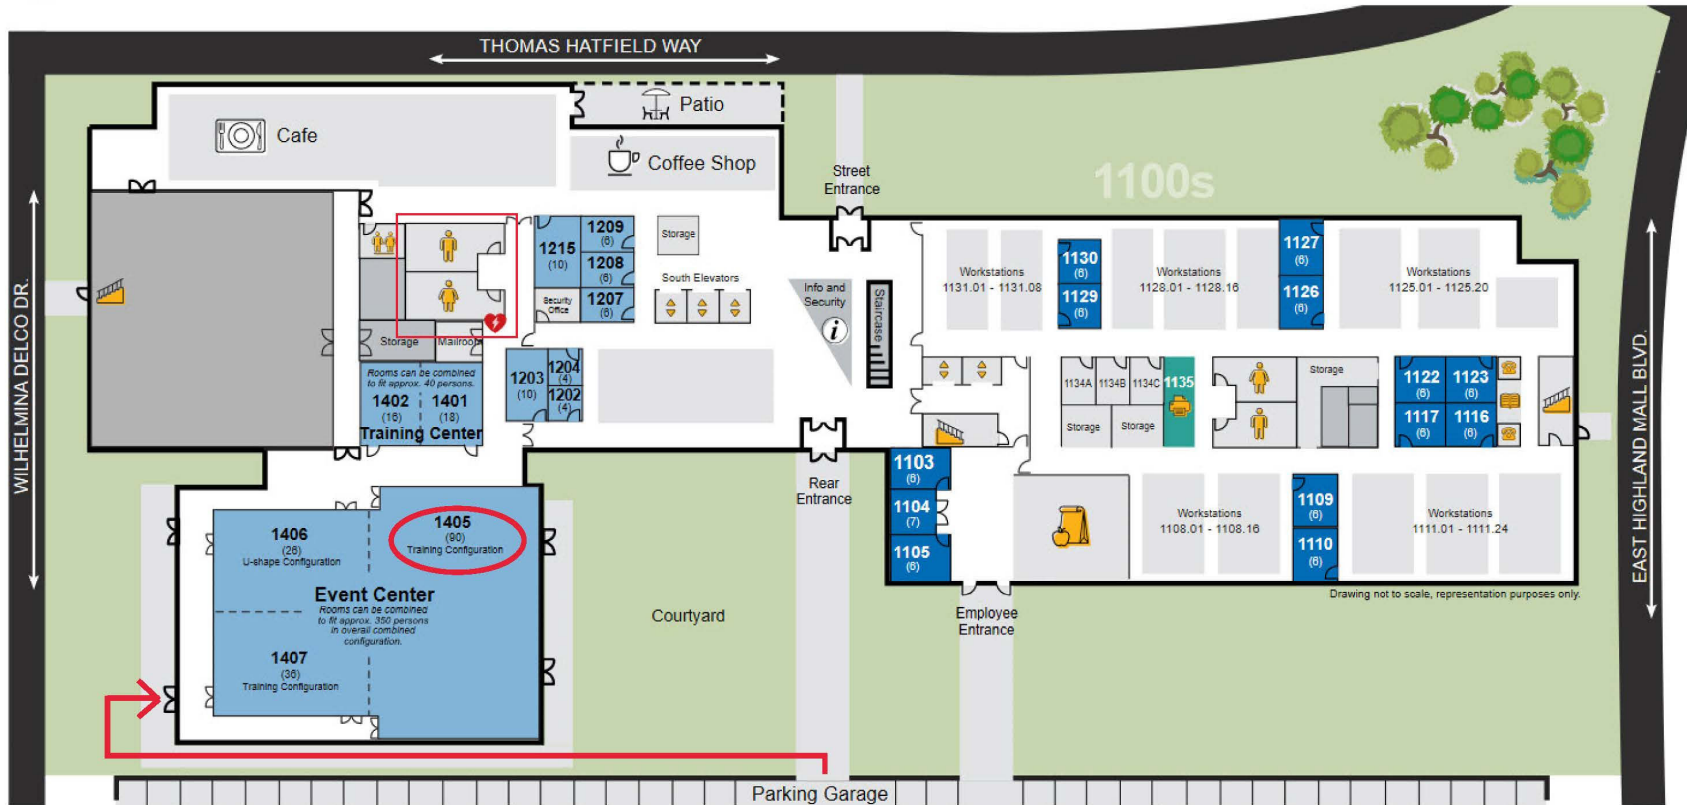 THOMAS HATFIELD WAY
Patio
Cafe
Coffee Shop
Street
Entrance
1100s
WILHELMINA DELCO DR.
EAST HIGHLAND MALL BLVD.
1215
(10)
1209
(6)
1208
(6)
1207
(6)
Security
Office
Storage
South Elevators
Info and
Security
i
Staircase
Workstations
1131.01 - 1131.08
1130
(6)
1129
(6)
Workstations
1128.01 - 1128.16
1127
(6)
1126
(6)
Workstations
1125.01 - 1125.20
Storage
Mailroom
Rooms can be combined
to fit approx. 40 persons.
1402
(16)
1401
(18)
Training Center
1203
(10)
1204
(4)
1202
(4)
1134A
1134B
1134C
1135
Storage
Storage
Storage
1122
(6)
1123
(6)
1117
(6)
1116
(6)
Rear
Entrance
1103
(6)
1104
(7)
1105
(6)
Workstations
1108.01 - 1108.16
1109
(6)
1110
(6)
Workstations
1111.01 - 1111.24
Drawing not to scale, representation purposes only.
1406
(26)
U-shape Configuration
1405
(90)
Training Configuration
Event Center
Rooms can be combined
to fit approx. 350 persons
in overall combined
configuration.
1407
(36)
Training Configuration
Courtyard
Employee
Entrance
Parking Garage